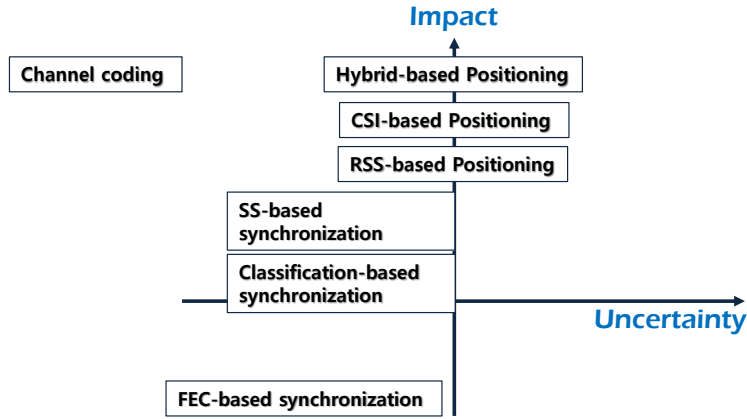 Impact
Channel coding
Hybrid-based Positioning
CSI-based Positioning
RSS-based Positioning
SS-based
synchronization
Classification-based
synchronization
Uncertainty
FEC-based synchronization